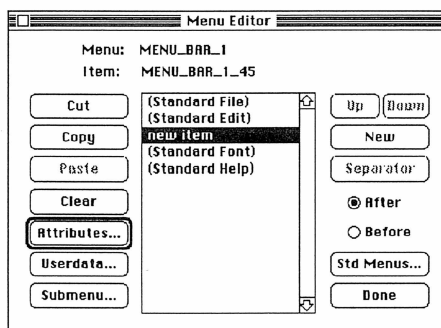 Menu Editor
Menu: MENU_BAR_1
Item: MENU_BAR_1_45
Cut
Copy
Paste
Clear
Attributes...
Userdata...
Submenu...
(Standard File)
(Standard Edit)
new item
(Standard Font)
(Standard Help)
Up
Down
New
Separator
After
Before
Std Menus...
Done